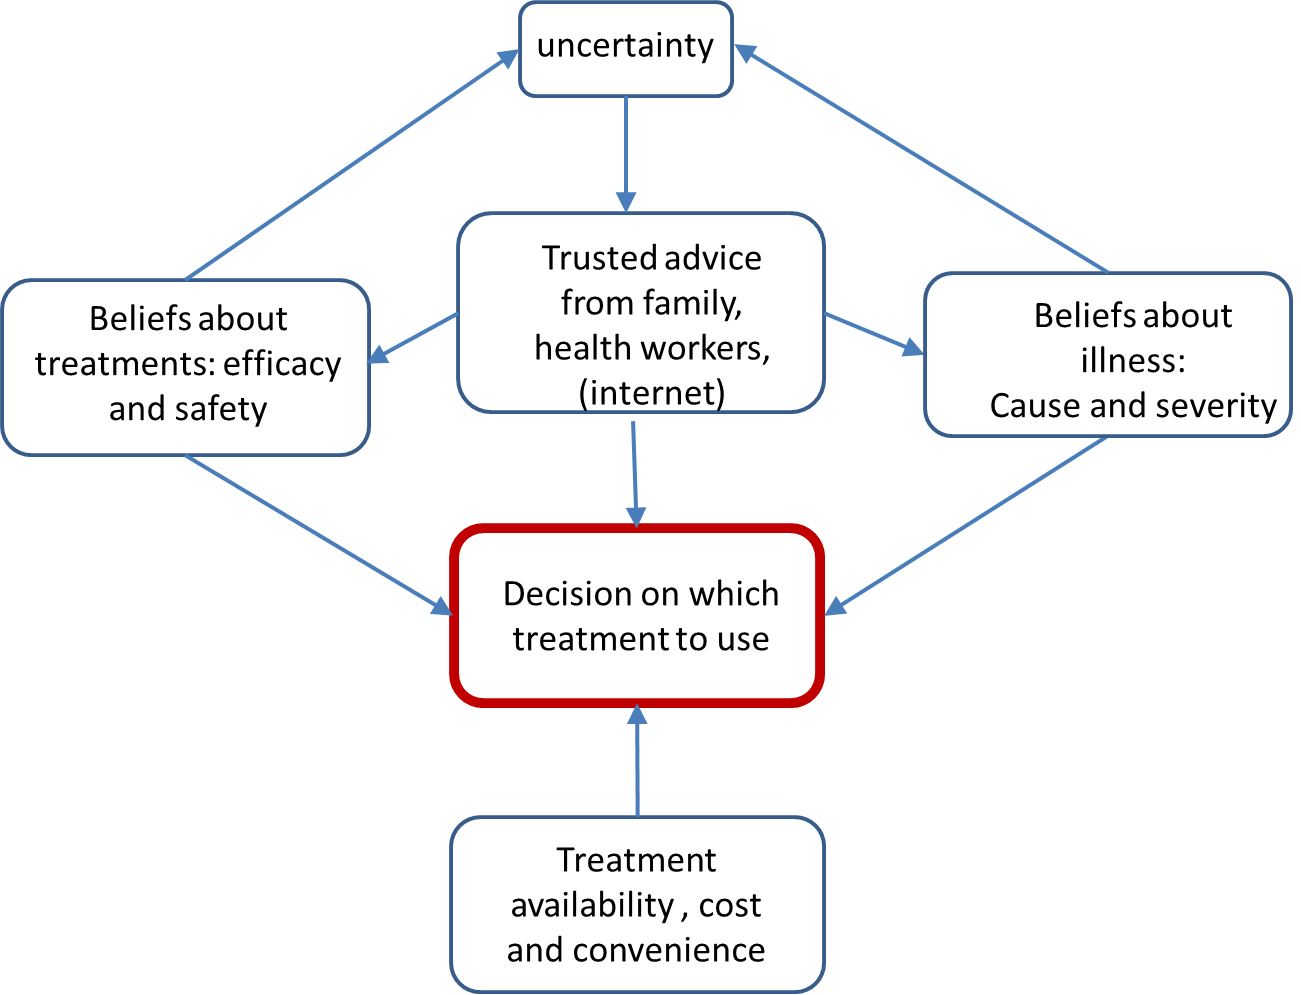 uncertainty
Trusted advice
from family,
health workers,
(internet)
Beliefs about
treatments: efficacy
and safety
Beliefs about
illness:
Cause and severity
Decision on which
treatment to use
Treatment
availability , cost
and convenience